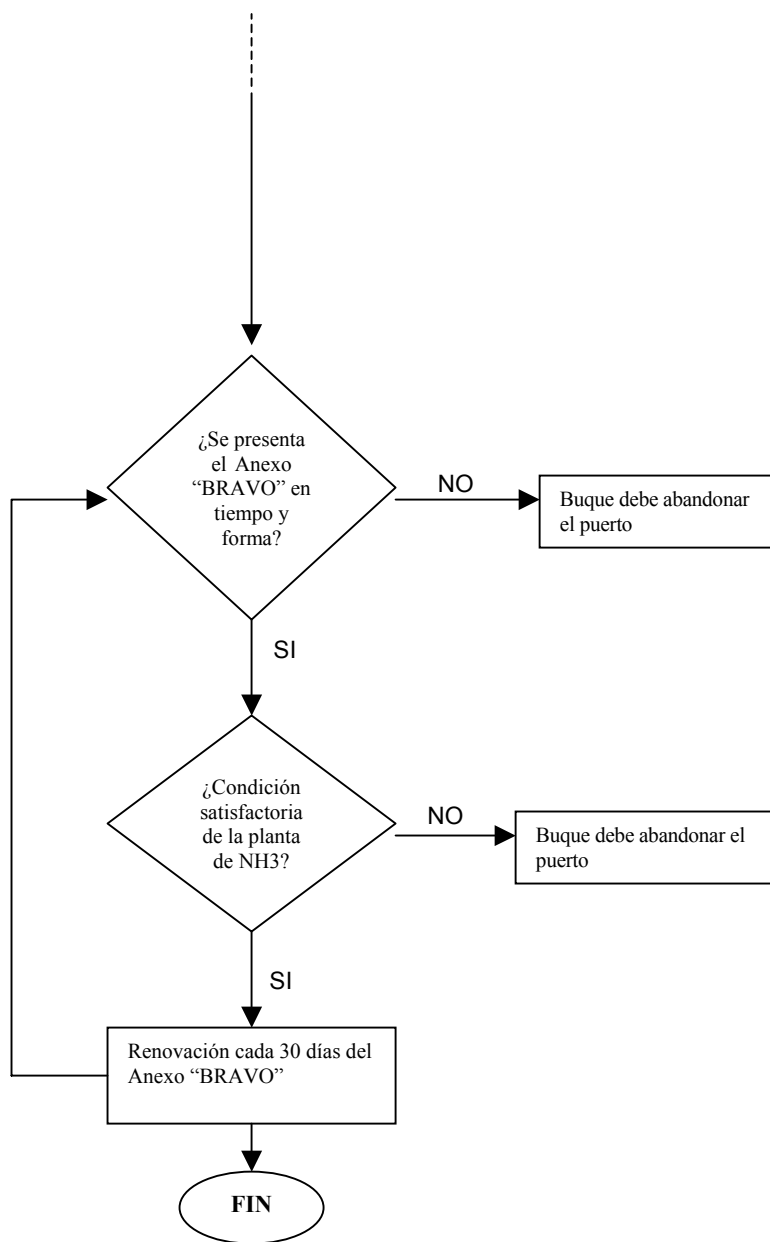 ¿Se presenta
el Anexo
“BRAVO” en
tiempo y
forma?
NO
Buque debe abandonar
el puerto
SI
¿Condición
satisfactoria
de la planta
de NH3?
NO
Buque debe abandonar el
puerto
SI
Renovación cada 30 días del
Anexo “BRAVO”
FIN